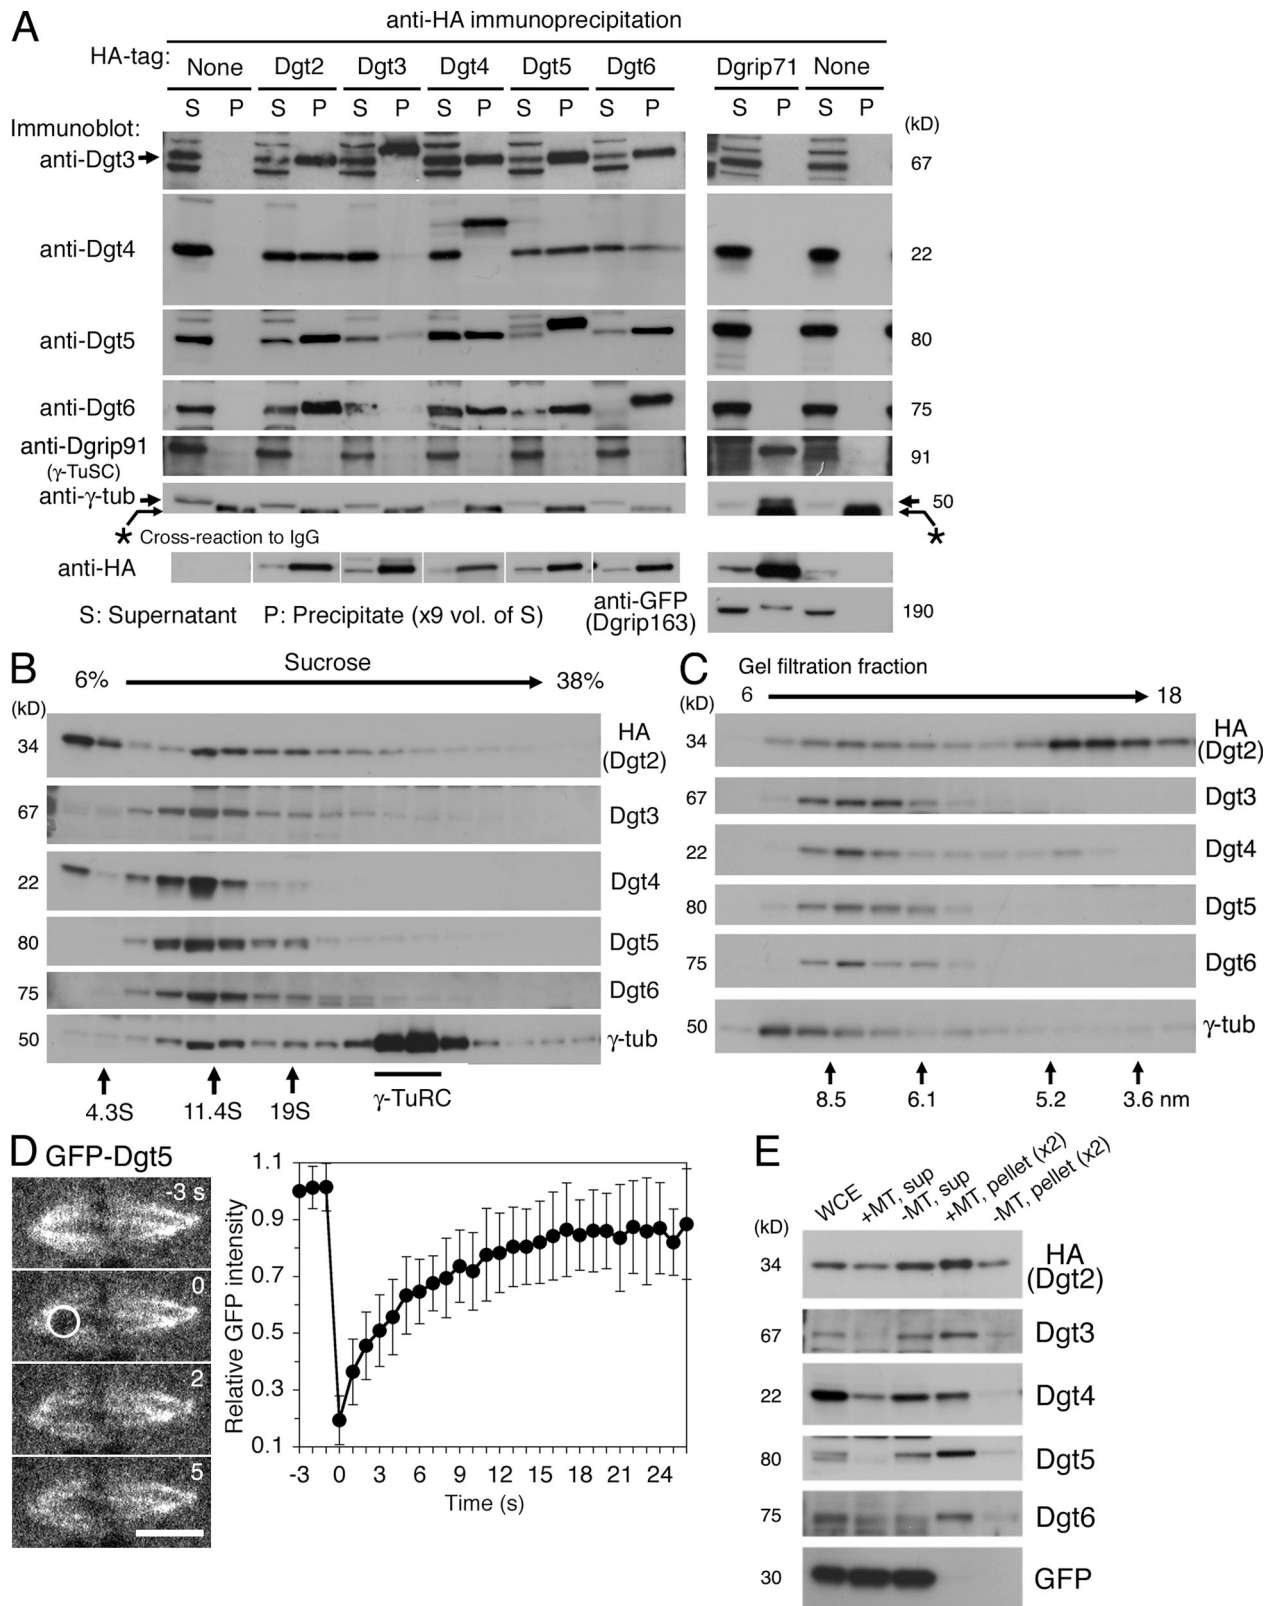 A
anti-HA immunoprecipitation
HA-tag: None Dgt2 Dgt3 Dgt4 Dgt5 Dgt6 Dgrip71 None
S P S P S P S P S P S P S P S P
Immunoblot: (kD)
anti-Dgt3 67
anti-Dgt4 22
anti-Dgt5 80
anti-Dgt6 75
anti-Dgrip91 91
(γ-TuSC)
anti-γ-tub 50
* Cross-reaction to IgG *
anti-HA
S: Supernatant P: Precipitate (x9 vol. of S) anti-GFP
(Dgrip163) 190
B
Sucrose
6% 38%
(kD)
34 HA
(Dgt2)
67 Dgt3
22 Dgt4
80 Dgt5
75 Dgt6
50 γ-tub
4.3S 11.4S 19S γ-TuRC
C
Gel filtration fraction
6 18
(kD)
34 HA
(Dgt2)
67 Dgt3
22 Dgt4
80 Dgt5
75 Dgt6
50 γ-tub
8.5 6.1 5.2 3.6 nm
D GFP-Dgt5
-3 s
0
2
5
Relative GFP intensity
1.1
0.9
0.7
0.5
0.3
0.1
-3 0 3 6 9 12 15 18 21 24
Time (s)
E
WCE +MT, sup -MT, sup +MT, pellet (x2) -MT, pellet (x2)
(kD)
34 HA
(Dgt2)
67 Dgt3
22 Dgt4
80 Dgt5
75 Dgt6
30 GFP